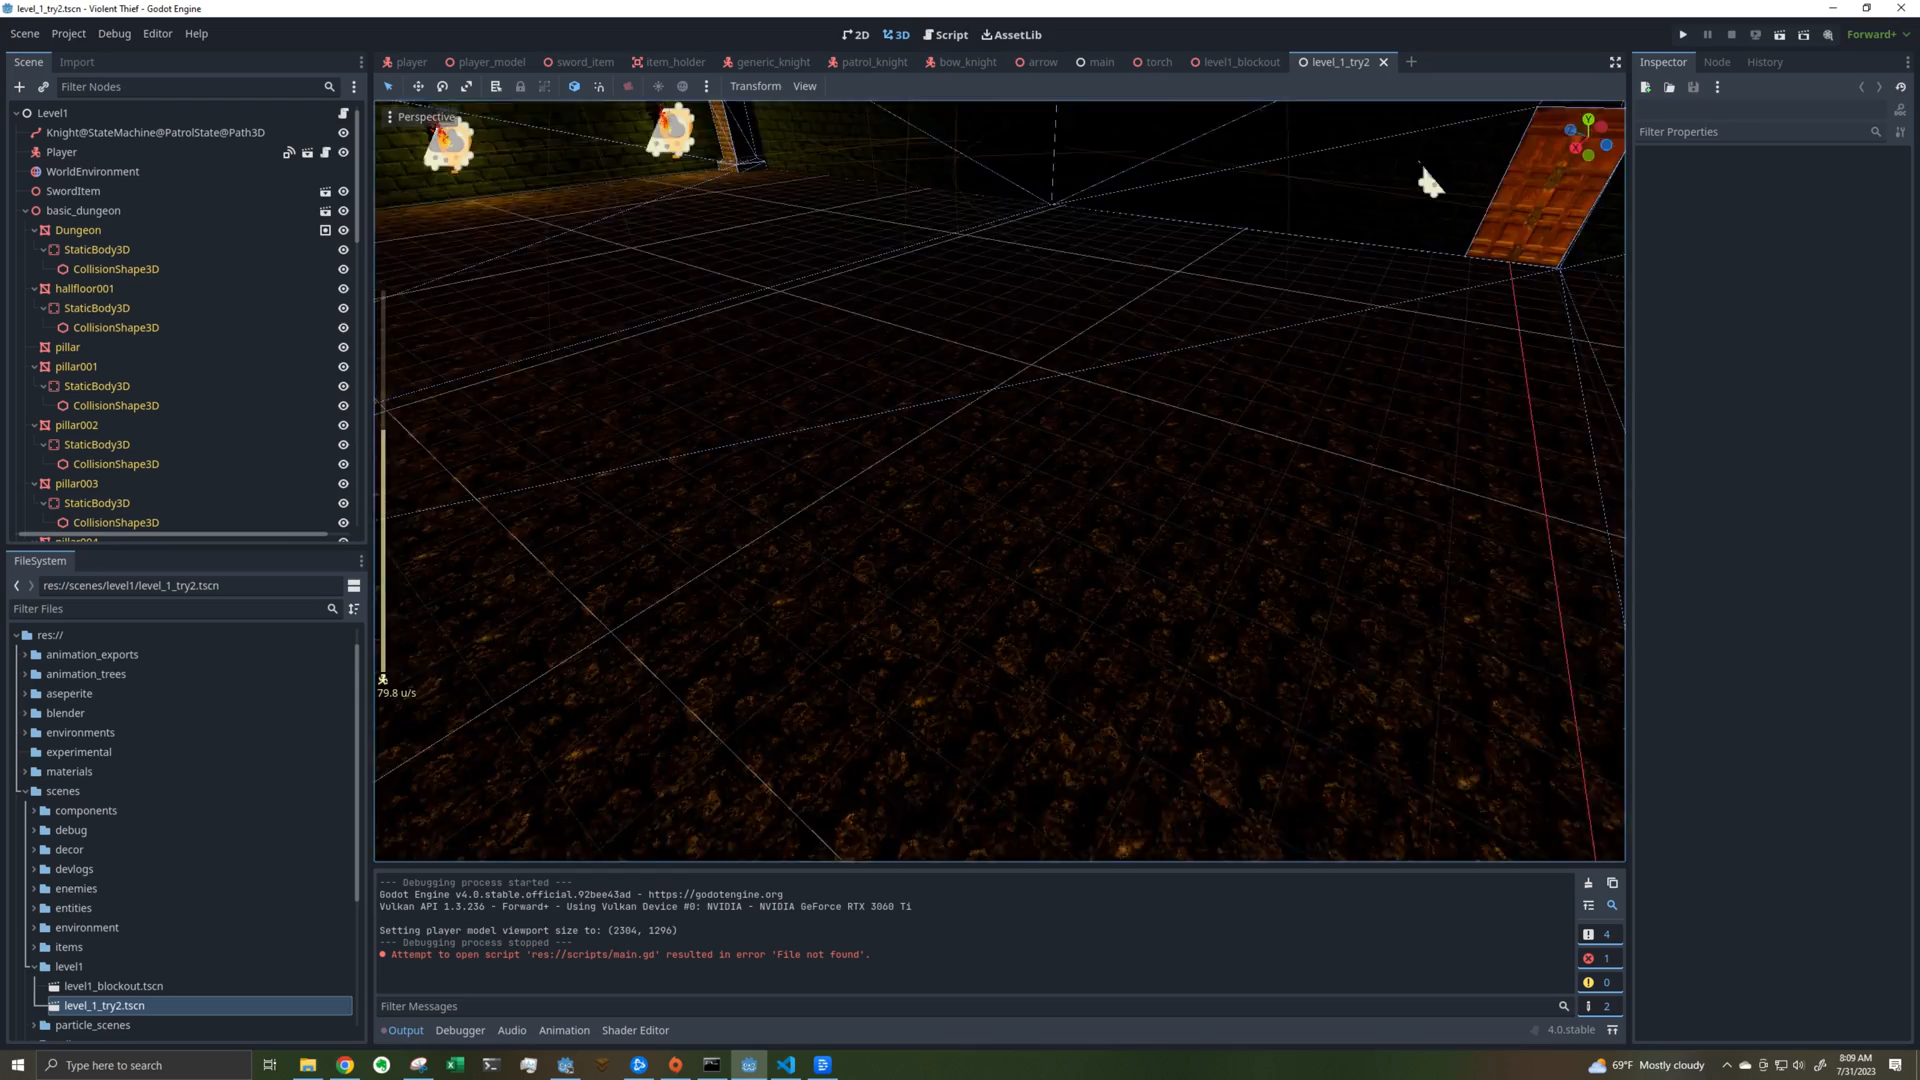 level_1_try2.tscn - Violent Thief - Godot Engine
Scene Project Debug Editor Help
2D 3D Script AssetLib
Forward+
Scene Import
player player_model sword_item item_holder generic_knight patrol_knight bow_knight arrow main torch level1_blockout level_1_try2
Inspector Node History
Filter Nodes
Transform View
Level1
Knight@StateMachine@PatrolState@Path3D
Player
WorldEnvironment
SwordItem
basic_dungeon
Dungeon
StaticBody3D
CollisionShape3D
hallfloor001
StaticBody3D
CollisionShape3D
pillar
pillar001
StaticBody3D
CollisionShape3D
pillar002
StaticBody3D
CollisionShape3D
pillar003
StaticBody3D
CollisionShape3D
pillar004
Perspective
Y
Z
X
79.8 u/s
Filter Properties
FileSystem
res://scenes/level1/level_1_try2.tscn
Filter Files
res://
animation_exports
animation_trees
aseperite
blender
environments
experimental
materials
scenes
components
debug
decor
devlogs
enemies
entities
environment
items
level1
level1_blockout.tscn
level_1_try2.tscn
particle_scenes
--- Debugging process started ---
Godot Engine v4.0.stable.official.92bee43ad - https://godotengine.org
Vulkan API 1.3.236 - Forward+ - Using Vulkan Device #0: NVIDIA - NVIDIA GeForce RTX 3060 Ti
Setting player model viewport size to: (2304, 1296)
--- Debugging process stopped ---
Attempt to open script 'res://scripts/main.gd' resulted in error 'File not found'.
4
1
0
2
Filter Messages
Output Debugger Audio Animation Shader Editor
4.0.stable
Type here to search
69°F Mostly cloudy
8:09 AM
7/31/2023